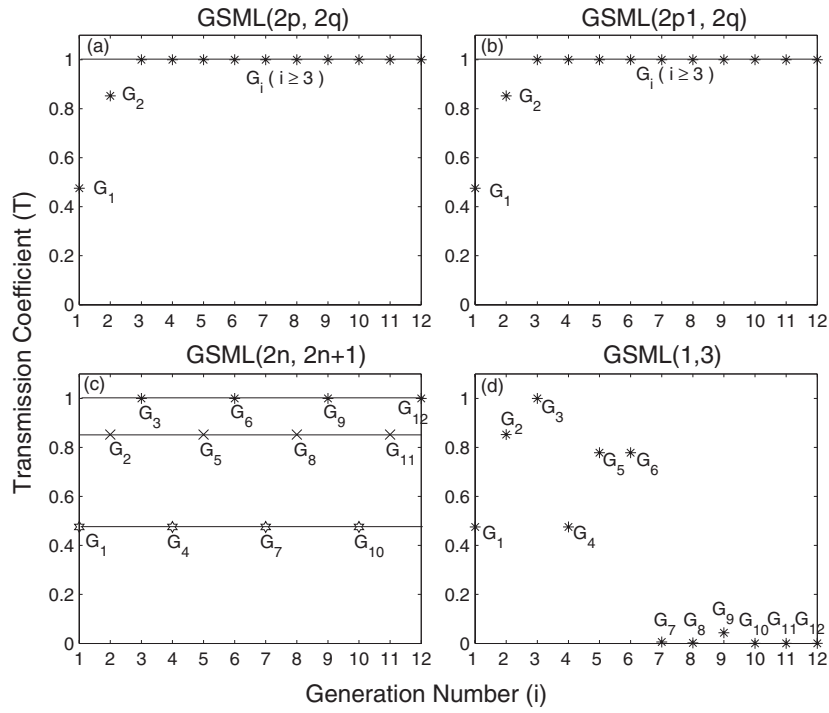 GSML(2p, 2q)
(a)
1
0.8
0.6
0.4
0.2
0
G1
G2
Gi ( i ≥ 3 )
1 2 3 4 5 6 7 8 9 10 11 12
GSML(2p1, 2q)
(b)
1
0.8
0.6
0.4
0.2
0
G1
G2
Gi ( i ≥ 3 )
1 2 3 4 5 6 7 8 9 10 11 12
Transmission Coefficient (T)
GSML(2n, 2n+1)
(c)
1
0.8
0.6
0.4
0.2
0
G3 G6 G9 G12
G2 G5 G8 G11
G1 G4 G7 G10
1 2 3 4 5 6 7 8 9 10 11 12
GSML(1,3)
(d)
1
0.8
0.6
0.4
0.2
0
G1
G2
G3
G4
G5
G6
G7
G8
G9
G10
G11
G12
1 2 3 4 5 6 7 8 9 10 11 12
Generation Number (i)